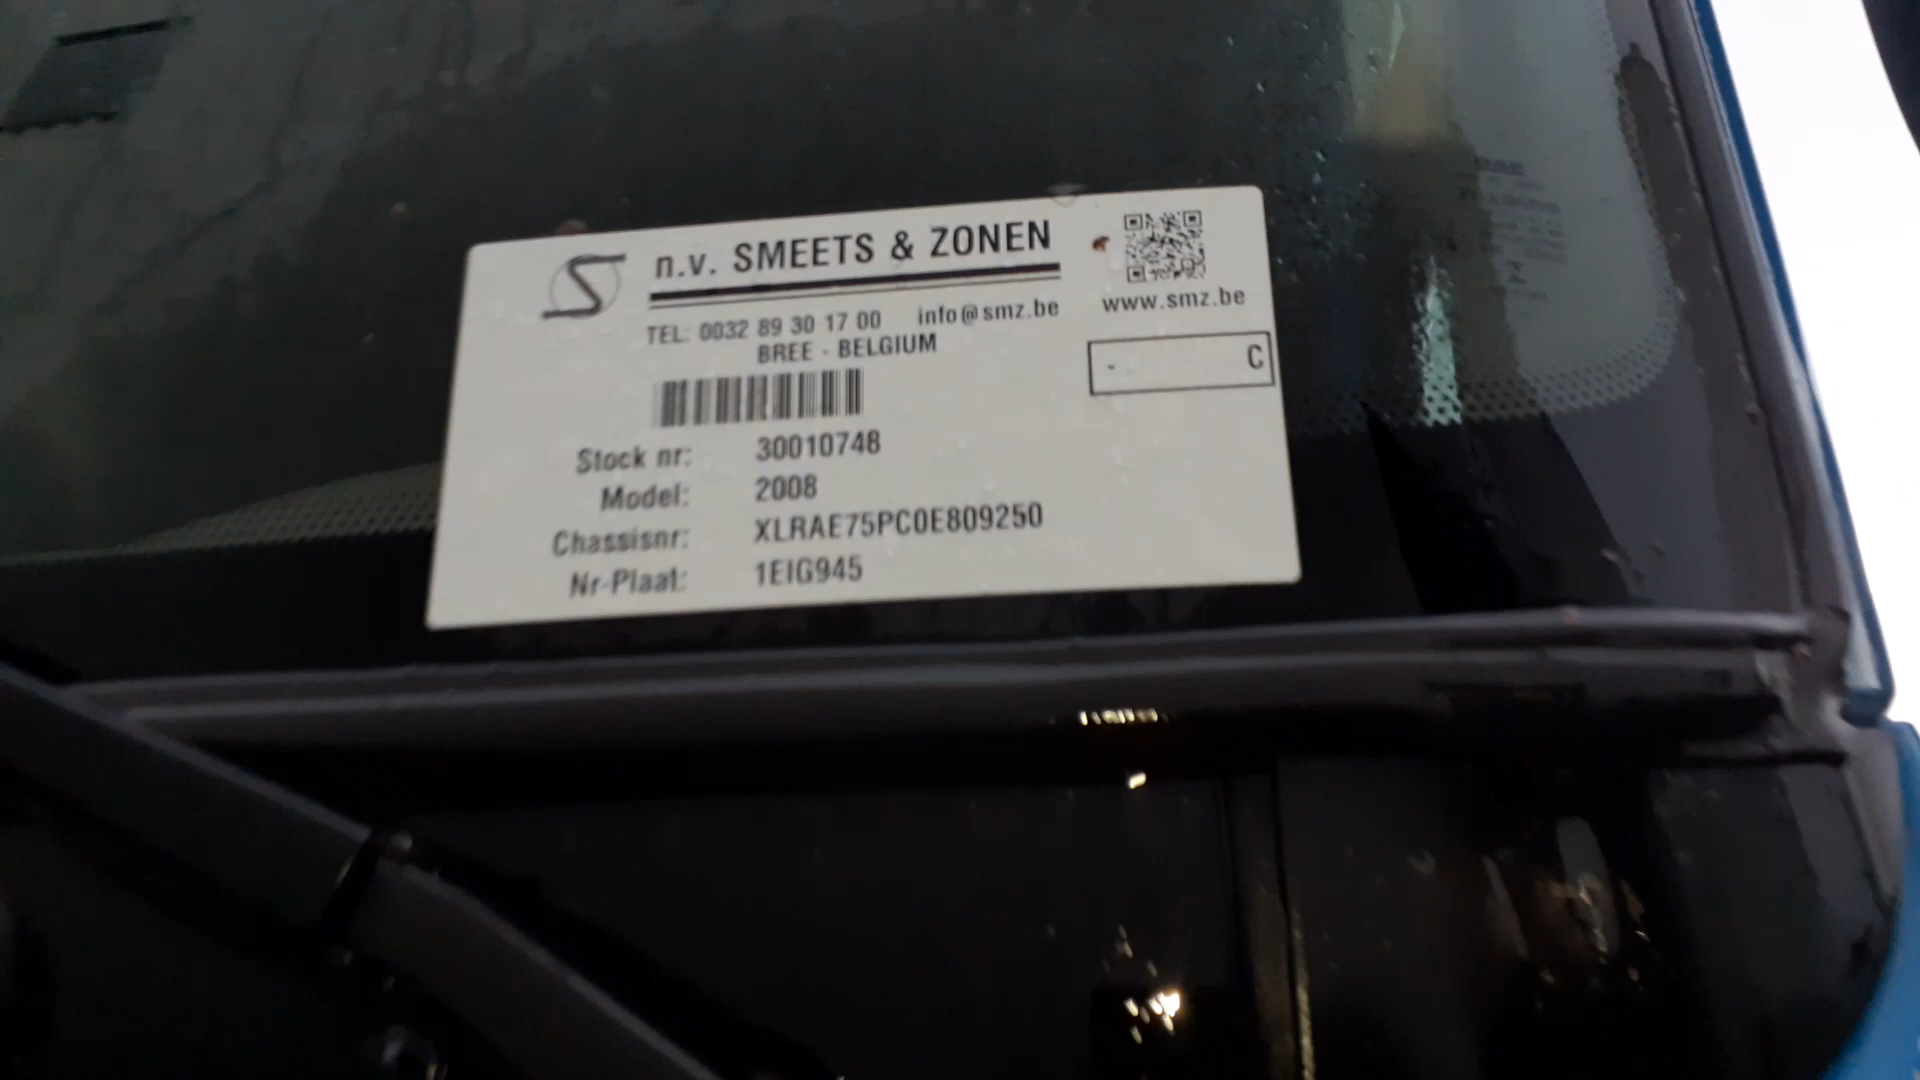 n.v. SMEETS & ZONEN
TEL: 0032 89 30 17 00 info@smz.be
BREE - BELGIUM
www.smz.be
- C
Stock nr: 30010748
Model: 2008
Chassisnr: XLRAE75PC0E809250
Nr-Plaat: 1EIG945